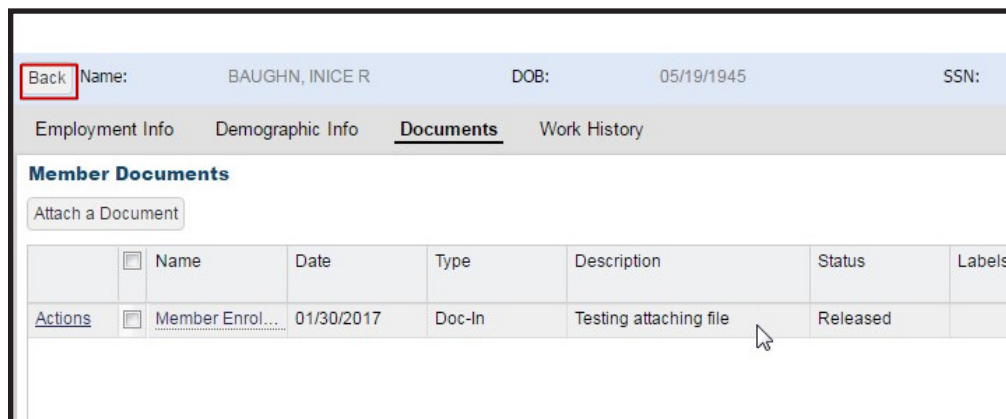 Back Name: BAUGHN, INICE R DOB: 05/19/1945 SSN:
Employment Info Demographic Info Documents Work History
Member Documents
Attach a Document
Name Date Type Description Status Labels
Actions Member Enrol... 01/30/2017 Doc-In Testing attaching file Released